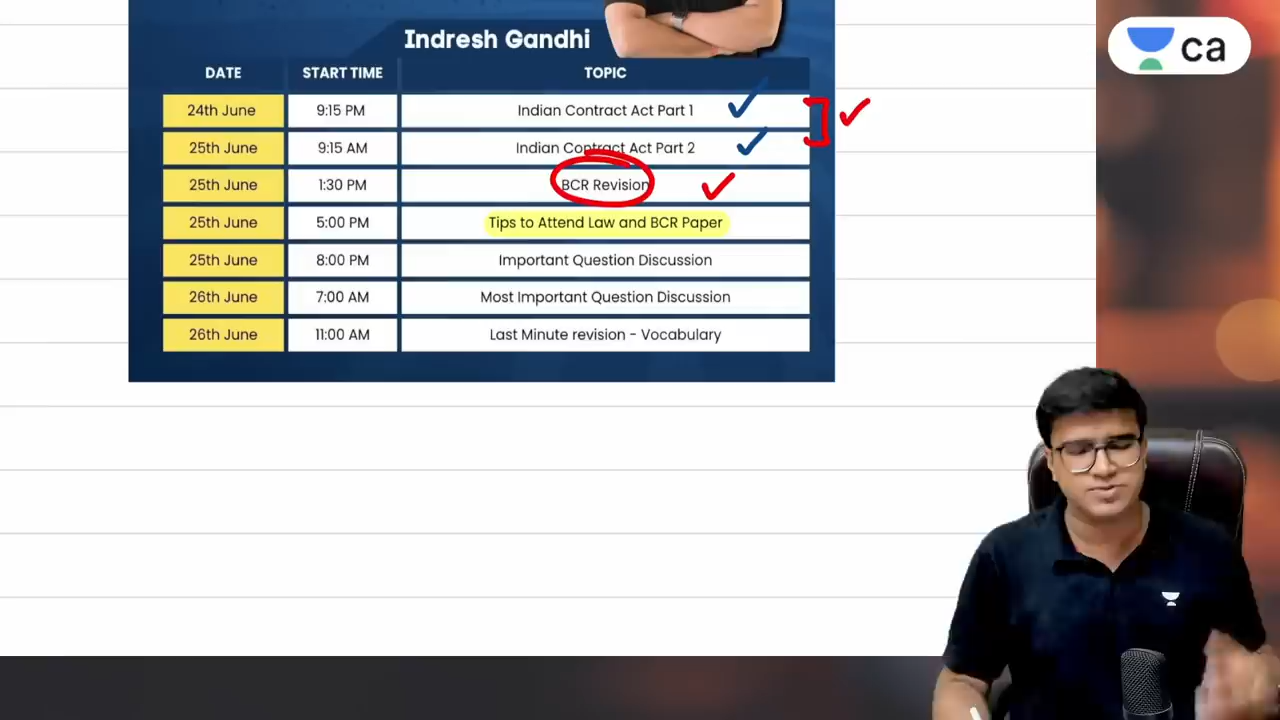 ca
Indresh Gandhi
DATE START TIME TOPIC
24th June 9:15 PM Indian Contract Act Part 1
25th June 9:15 AM Indian Contract Act Part 2
25th June 1:30 PM BCR Revision
25th June 5:00 PM Tips to Attend Law and BCR Paper
25th June 8:00 PM Important Question Discussion
26th June 7:00 AM Most Important Question Discussion
26th June 11:00 AM Last Minute revision - Vocabulary